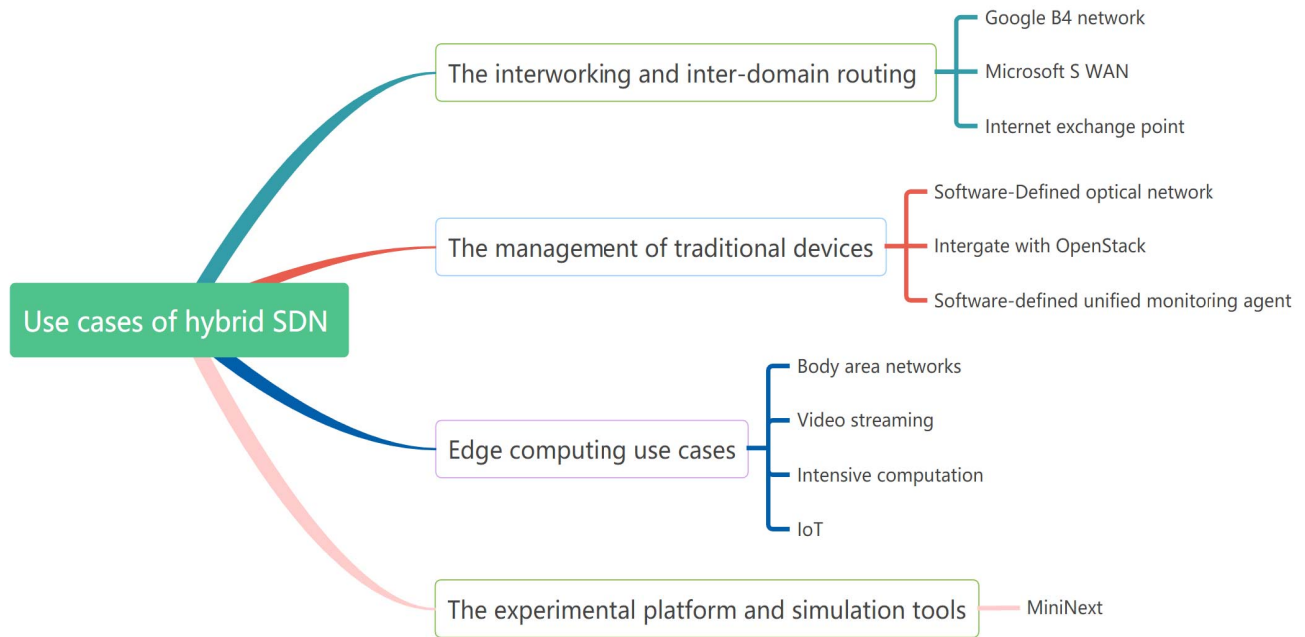 Use cases of hybrid SDN
The interworking and inter-domain routing
Google B4 network
Microsoft S WAN
Internet exchange point
The management of traditional devices
Software-Defined optical network
Intergate with OpenStack
Software-defined unified monitoring agent
Edge computing use cases
Body area networks
Video streaming
Intensive computation
IoT
The experimental platform and simulation tools
MiniNext